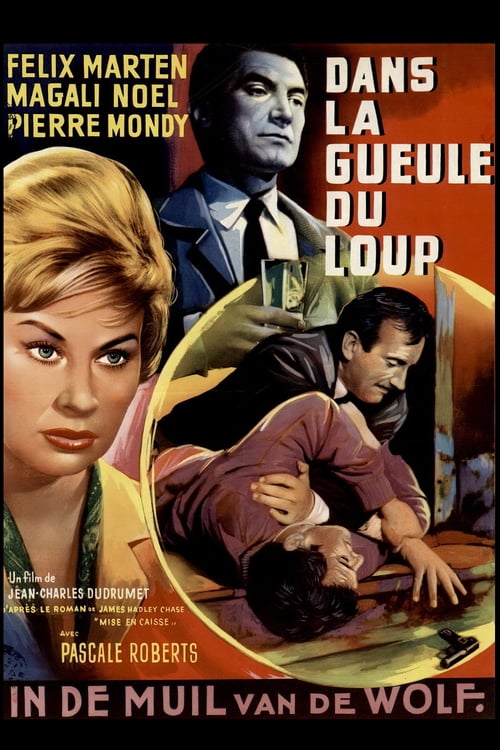 FELIX MARTEN
MAGALI NOEL
PIERRE MONDY
DANS
LA
GUEULE
DU
LOUP
Un film de
JEAN-CHARLES DUDRUMET
D'APRÈS LE ROMAN DE JAMES HADLEY CHASE
"MISE EN CAISSE"
AVEC
PASCALE ROBERTS
IN DE MUIL VAN DE WOLF.